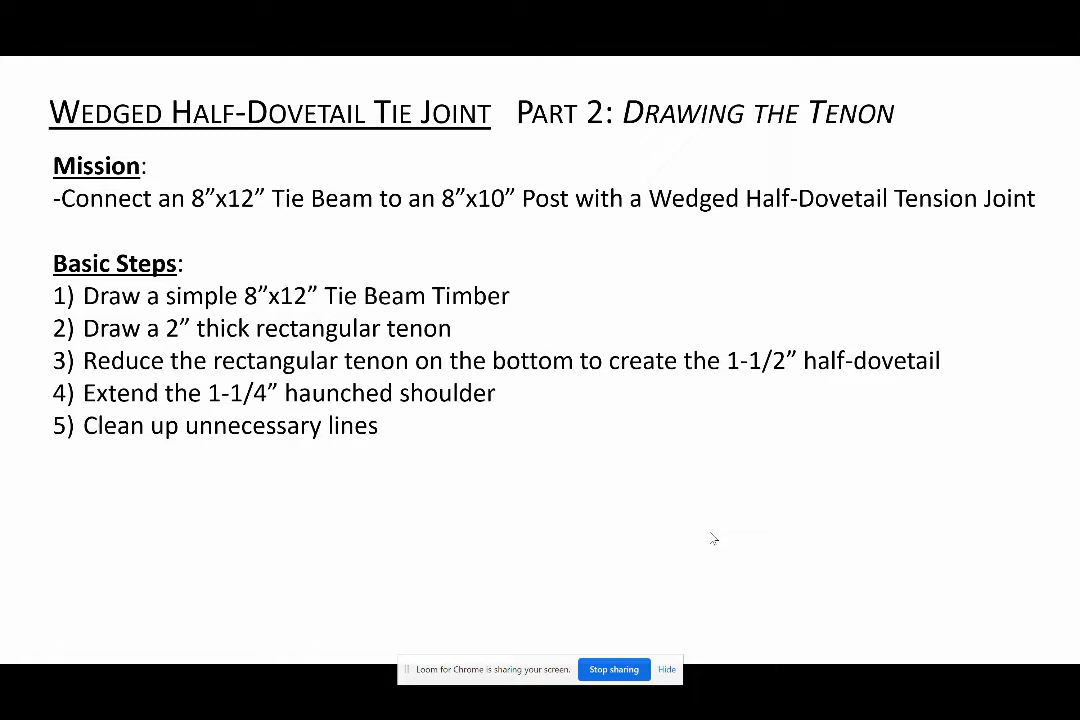 WEDGED HALF-DOVETAIL TIE JOINT PART 2: DRAWING THE TENON
Mission:
-Connect an 8”x12” Tie Beam to an 8”x10” Post with a Wedged Half-Dovetail Tension Joint
Basic Steps:
1) Draw a simple 8”x12” Tie Beam Timber
2) Draw a 2” thick rectangular tenon
3) Reduce the rectangular tenon on the bottom to create the 1-1/2” half-dovetail
4) Extend the 1-1/4” haunched shoulder
5) Clean up unnecessary lines
Loom for Chrome is sharing your screen. Stop sharing Hide